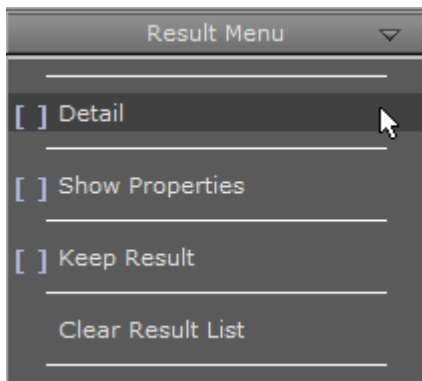 Result Menu
[ ] Detail
[ ] Show Properties
[ ] Keep Result
Clear Result List